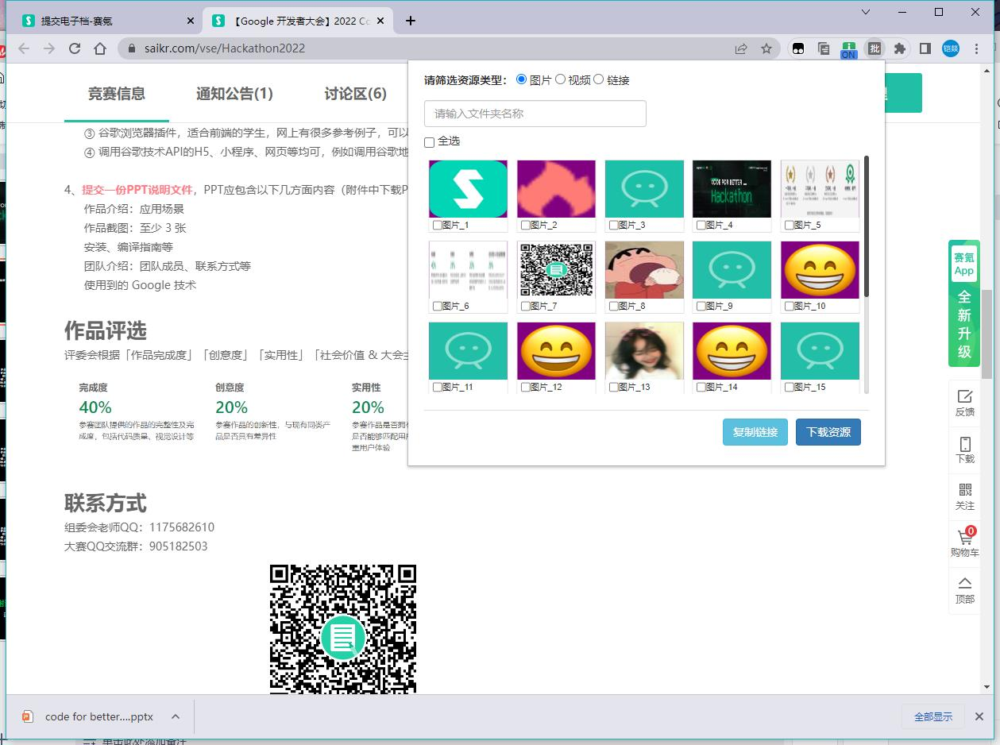 提交电子档-赛氪
【Google 开发者大会】2022 Co
saikr.com/vse/Hackathon2022
ON
批
铠燚
竞赛信息
通知公告(1)
讨论区(6)
③ 谷歌浏览器插件，适合前端的学生，网上有很多参考例子，可以
④ 调用谷歌技术API的H5、小程序、网页等均可，例如调用谷歌地
4、提交一份PPT说明文件，PPT应包含以下几方面内容（附件中下载P
作品介绍：应用场景
作品截图：至少 3 张
安装、编译指南等
团队介绍：团队成员、联系方式等
使用到的 Google 技术
作品评选
评委会根据「作品完成度」「创意度」「实用性」「社会价值 & 大会主
完成度
40%
参赛团队提供的作品的完整性及完
成度，包括代码质量、视觉设计等
创意度
20%
参赛作品的创新性，与现有同类产
品是否具有差异性
实用性
20%
参赛作品是否拥有
是否能够匹配用户
重用户体验
联系方式
组委会老师QQ：1175682610
大赛QQ交流群：905182503
请筛选资源类型：
图片
视频
链接
请输入文件夹名称
全选
CODE FOR BETTER
Hackathon
图片_1
图片_2
图片_3
图片_4
图片_5
图片_6
图片_7
图片_8
图片_9
图片_10
图片_11
图片_12
图片_13
图片_14
图片_15
复制链接
下载资源
赛氪
App
全
新
升
级
反馈
下载
关注
0
购物车
顶部
code for better....pptx
全部显示
单击此处添加备注